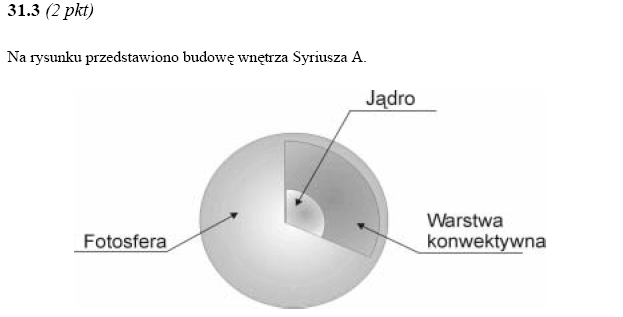 31.3 (2 pkt)
Na rysunku przedstawiono budowę wnętrza Syriusza A.
Jądro
Fotosfera
Warstwa
konwektywna